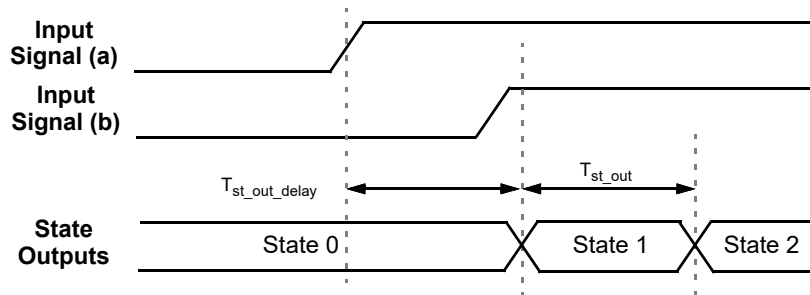 Input
Signal (a)
Input
Signal (b)
T_st_out_delay
T_st_out
State
Outputs
State 0
State 1
State 2